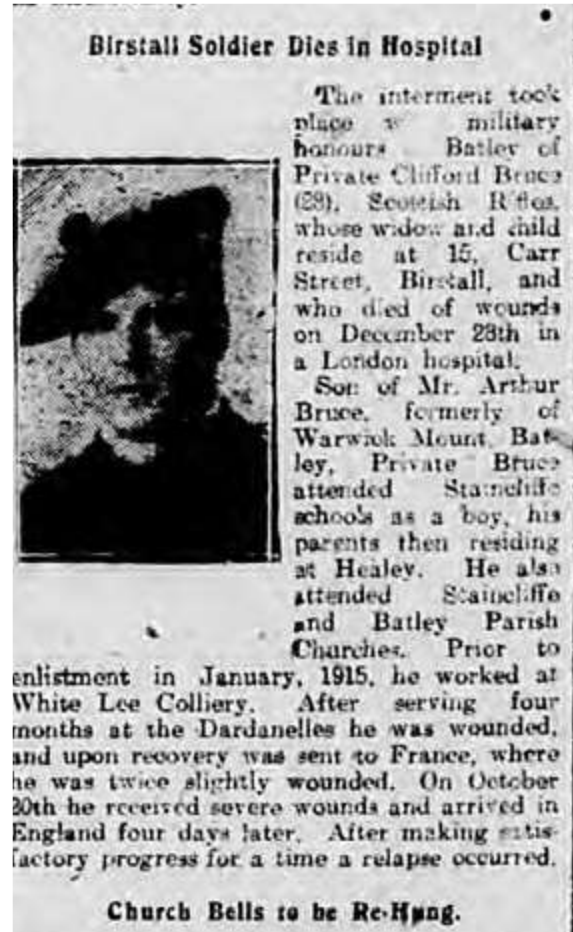 Birstall Soldier Dies in Hospital
The interment took
place military
honours Batley of
Private Clifford Bruce
(28), Scottish Rifles,
whose widow and child
reside at 15, Carr
Street, Birstall, and
who died of wounds
on December 28th in
a London hospital.
Son of Mr. Arthur
Bruce, formerly of
Warwick Mount, Bat-
ley, Private Bruce
attended Staincliffe
schools as a boy, his
parents then residing
at Healey. He also
attended Staincliffe
and Batley Parish
Churches. Prior to
enlistment in January, 1915, he worked at
White Lee Colliery. After serving four
months at the Dardanelles he was wounded,
and upon recovery was sent to France, where
he was twice slightly wounded. On October
he received severe wounds and arrived in
England four days later. After making satis-
factory progress for a time a relapse occurred.
Church Bells to be Re-Hung.